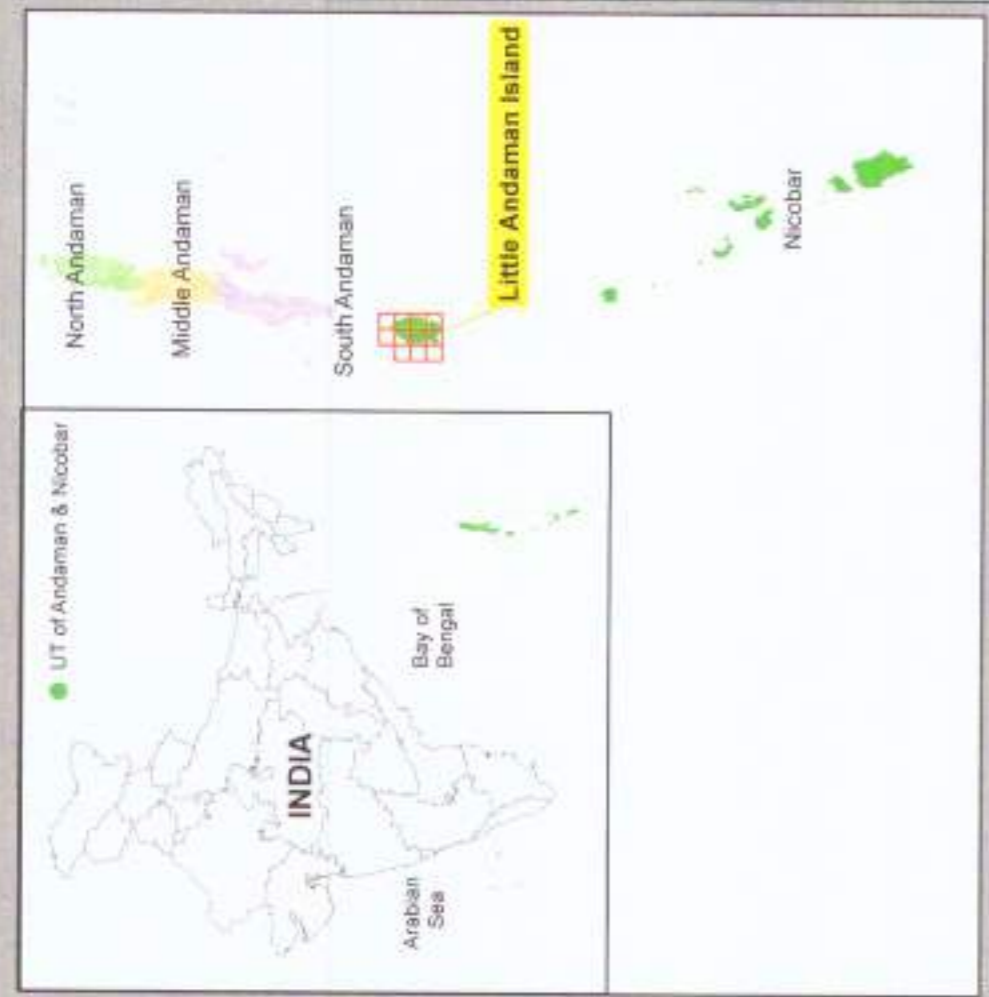 UT of Andaman & Nicobar
INDIA
Arabian
Sea
Bay of
Bengal
North Andaman
Middle Andaman
South Andaman
Little Andaman Island
Nicobar